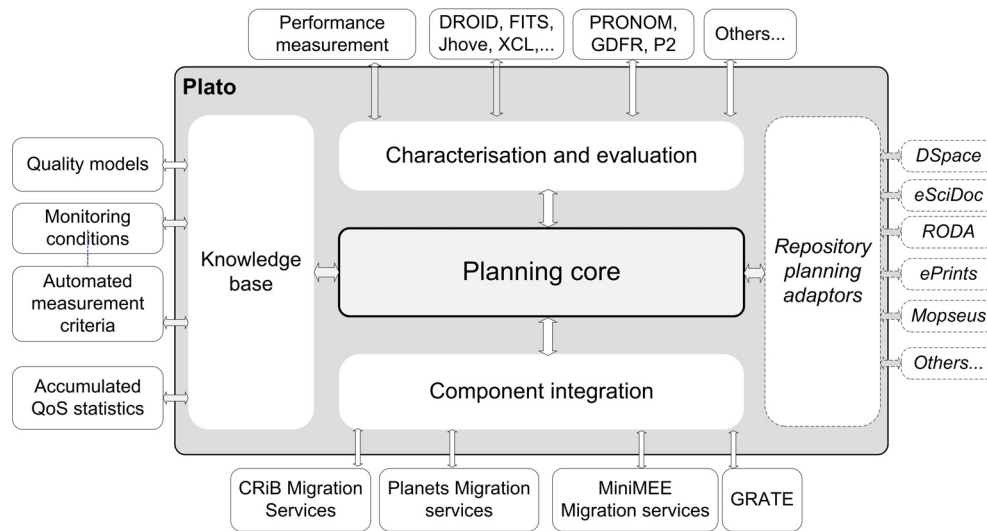 Performance
measurement
DROID, FITS,
Jhove, XCL,...
PRONOM,
GDFR, P2
Others...
Plato
Quality models
Monitoring
conditions
Automated
measurement
criteria
Accumulated
QoS statistics
Knowledge
base
Characterisation and evaluation
Planning core
Component integration
Repository
planning
adaptors
DSpace
eSciDoc
RODA
ePrints
Mopseus
Others...
CRiB Migration
Services
Planets Migration
services
MiniMEE
Migration services
GRATE